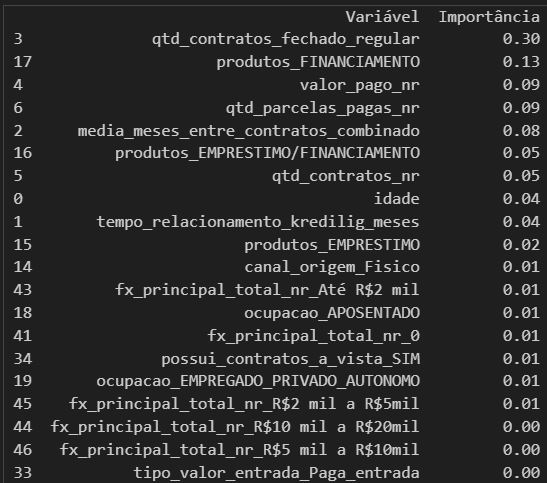 Variável Importância
3 qtd_contratos_fechado_regular 0.30
17 produtos_FINANCIAMENTO 0.13
4 valor_pago_nr 0.09
6 qtd_parcelas_pagas_nr 0.09
2 media_meses_entre_contratos_combinado 0.08
16 produtos_EMPRESTIMO/FINANCIAMENTO 0.05
5 qtd_contratos_nr 0.05
0 idade 0.04
1 tempo_relacionamento_kredilig_meses 0.04
15 produtos_EMPRESTIMO 0.02
14 canal_origem_Fisico 0.01
43 fx_principal_total_nr_Até R$2 mil 0.01
18 ocupacao_APOSENTADO 0.01
41 fx_principal_total_nr_0 0.01
34 possui_contratos_a_vista_SIM 0.01
19 ocupacao_EMPREGADO_PRIVADO_AUTONOMO 0.01
45 fx_principal_total_nr_R$2 mil a R$5mil 0.01
44 fx_principal_total_nr_R$10 mil a R$20mil 0.00
46 fx_principal_total_nr_R$5 mil a R$10mil 0.00
33 tipo_valor_entrada_Paga_entrada 0.00